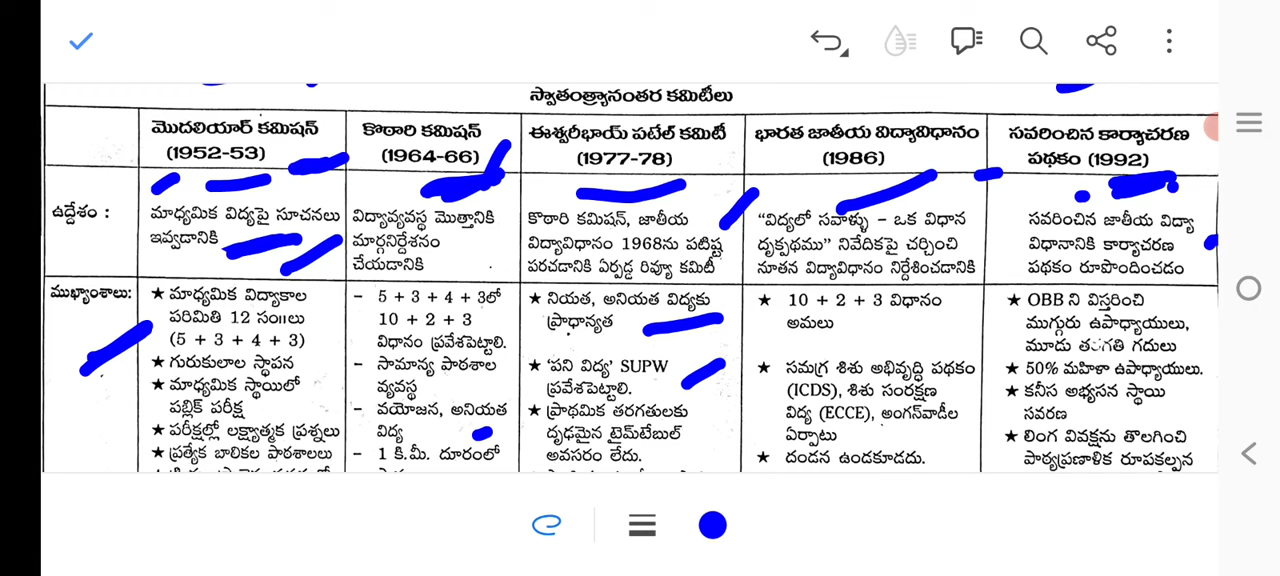 స్వాతంత్ర్యానంతర కమిటీలు
మొదలియార్ కమిషన్
(1952-53)
కొఠారి కమిషన్
(1964-66)
ఈశ్వరీభాయ్ పటేల్ కమిటీ
(1977-78)
భారత జాతీయ విద్యావిధానం
(1986)
సవరించిన కార్యాచరణ
పథకం (1992)
ఉద్దేశం :
మాధ్యమిక విద్యపై సూచనలు
ఇవ్వడానికి
విద్యావ్యవస్థ మొత్తానికి
మార్గనిర్దేశనం
చేయడానికి
కొఠారి కమిషన్, జాతీయ
విద్యావిధానం 1968ను పటిష్ట
పరచడానికి ఏర్పడ్డ రివ్యూ కమిటీ
"విద్యలో సవాళ్ళు – ఒక విధాన
దృక్పథము" నివేదికపై చర్చించి
నూతన విద్యావిధానం నిర్దేశించడానికి
సవరించిన జాతీయ విద్యా
విధానానికి కార్యాచరణ
పథకం రూపొందించడం
ముఖ్యాంశాలు:
★ మాధ్యమిక విద్యాకాల
పరిమితి 12 సం॥లు
(5 + 3 + 4 + 3)
★ గురుకులాల స్థాపన
★ మాధ్యమిక స్థాయిలో
పబ్లిక్ పరీక్ష
★ పరీక్షల్లో లక్ష్యాత్మక ప్రశ్నలు
★ ప్రత్యేక బాలికల పాఠశాలలు
– 5 + 3 + 4 + 3లో
10 + 2 + 3
విధానం ప్రవేశపెట్టాలి.
– సామాన్య పాఠశాల
వ్యవస్థ
– వయోజన, అనియత
విద్య
– 1 కి.మీ. దూరంలో
★ నియత, అనియత విద్యకు
ప్రాధాన్యత
★ 'పని విద్య' SUPW
ప్రవేశపెట్టాలి.
★ ప్రాథమిక తరగతులకు
దృఢమైన టైమ్‌టేబుల్
అవసరం లేదు.
★ 10 + 2 + 3 విధానం
అమలు
★ సమగ్ర శిశు అభివృద్ధి పథకం
(ICDS), శిశు సంరక్షణ
విద్య (ECCE), అంగన్‌వాడీల
ఏర్పాటు
★ దండన ఉండకూడదు.
★ OBB ని విస్తరించి
ముగ్గురు ఉపాధ్యాయులు,
మూడు తరగతి గదులు
★ 50% మహిళా ఉపాధ్యాయులు.
★ కనీస అభ్యసన స్థాయి
సవరణ
★ లింగ వివక్షను తొలగించి
పాఠ్యప్రణాళిక రూపకల్పన